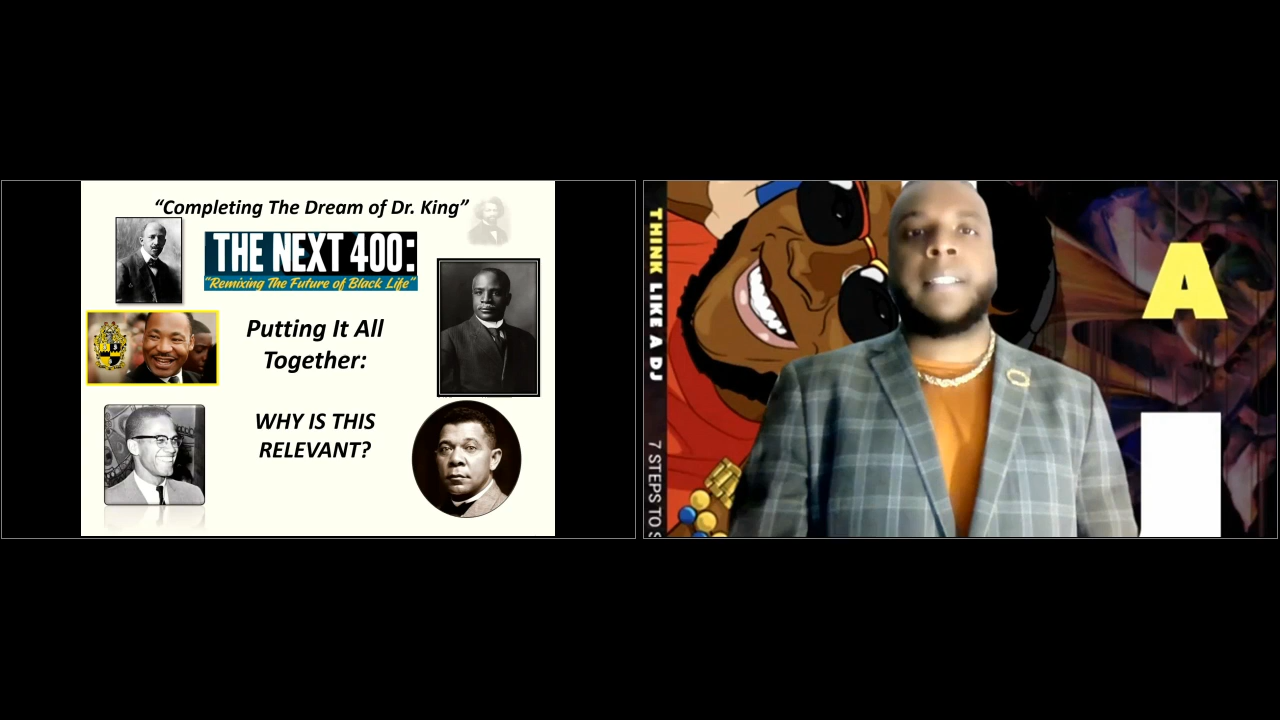 “Completing The Dream of Dr. King”
THE NEXT 400:
“Remixing The Future of Black Life”
Putting It All
Together:
WHY IS THIS
RELEVANT?
THINK LIKE A DJ
7 STEPS TO S
A